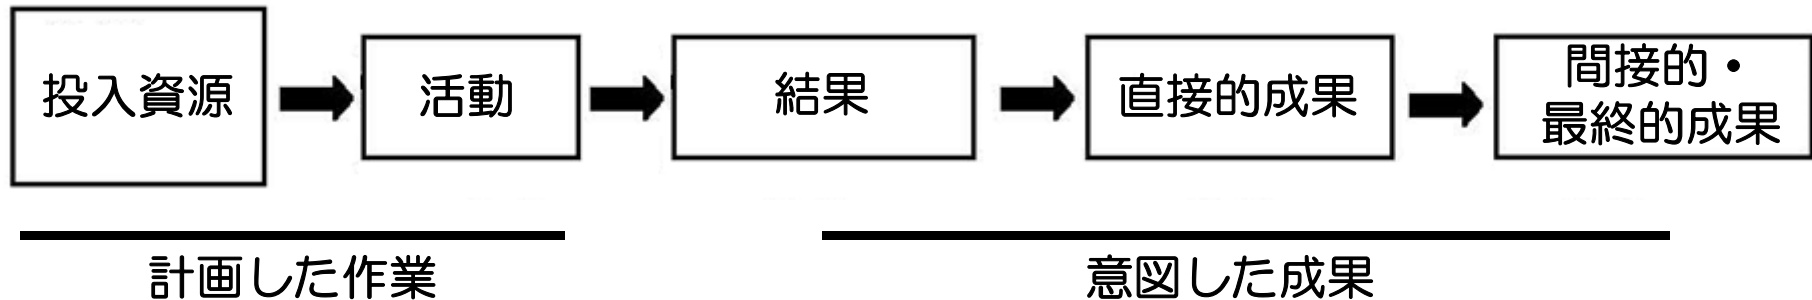 投入資源
活動
結果
直接的成果
間接的・
最終的成果
計画した作業
意図した成果